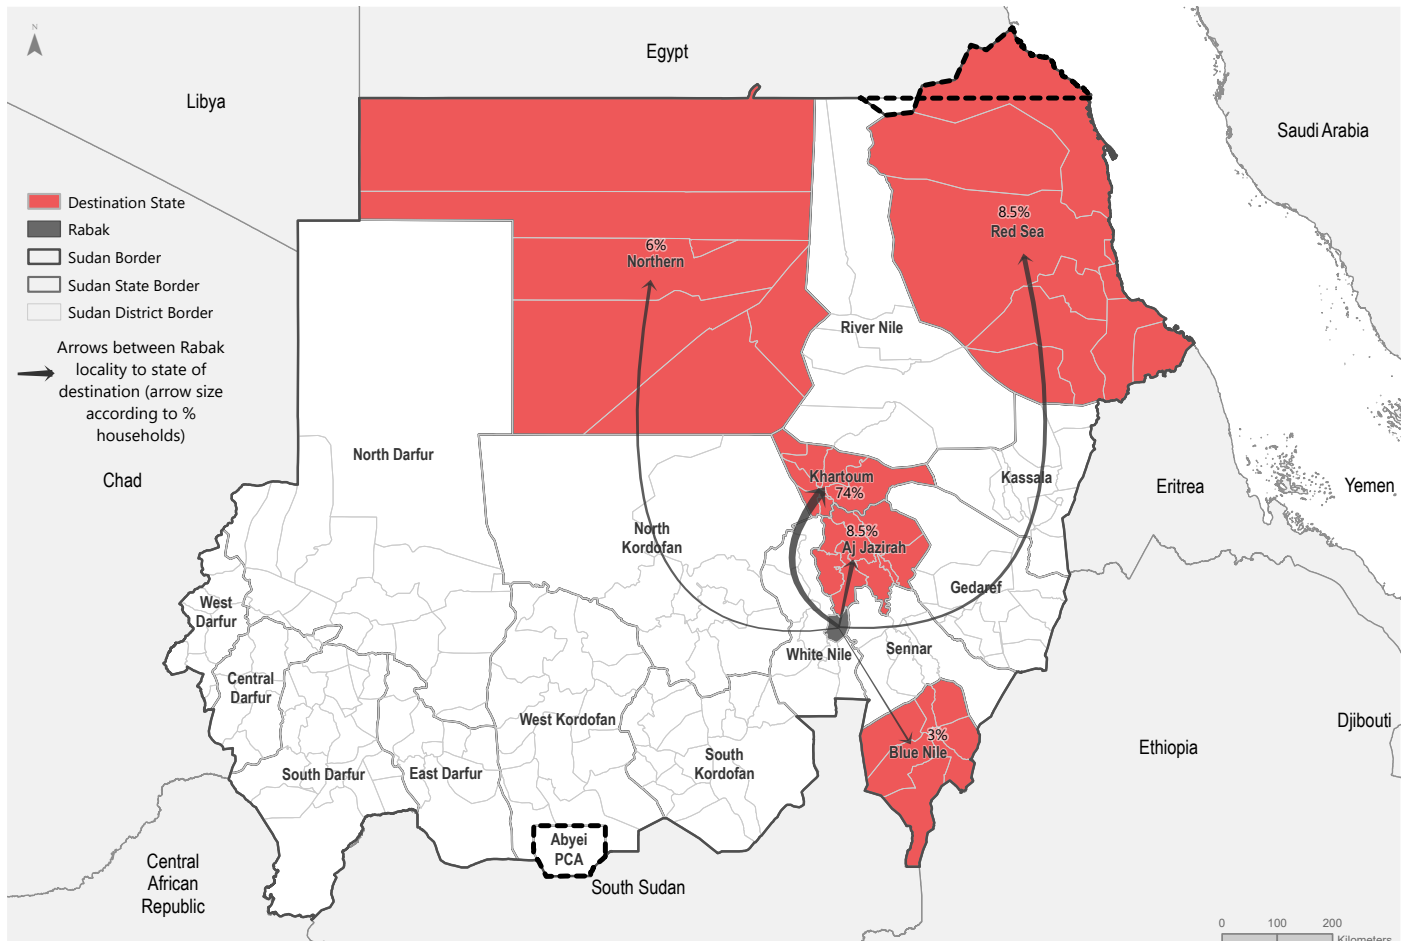 N
Egypt
Libya
Saudi Arabia
Destination State
Rabak
Sudan Border
Sudan State Border
Sudan District Border
Arrows between Rabak
locality to state of
destination (arrow size
according to %
households)
8.5%
Red Sea
6%
Northern
River Nile
North Darfur
Chad
Khartoum
74%
Kassala
Eritrea
Yemen
North
Kordofan
8.5%
Aj Jazirah
Gedaref
West
Darfur
White Nile
Sennar
Central
Darfur
West Kordofan
3%
Blue Nile
Djibouti
Ethiopia
South Darfur
East Darfur
South
Kordofan
Abyei
PCA
Central
African
Republic
South Sudan
0 100 200
Kilometers